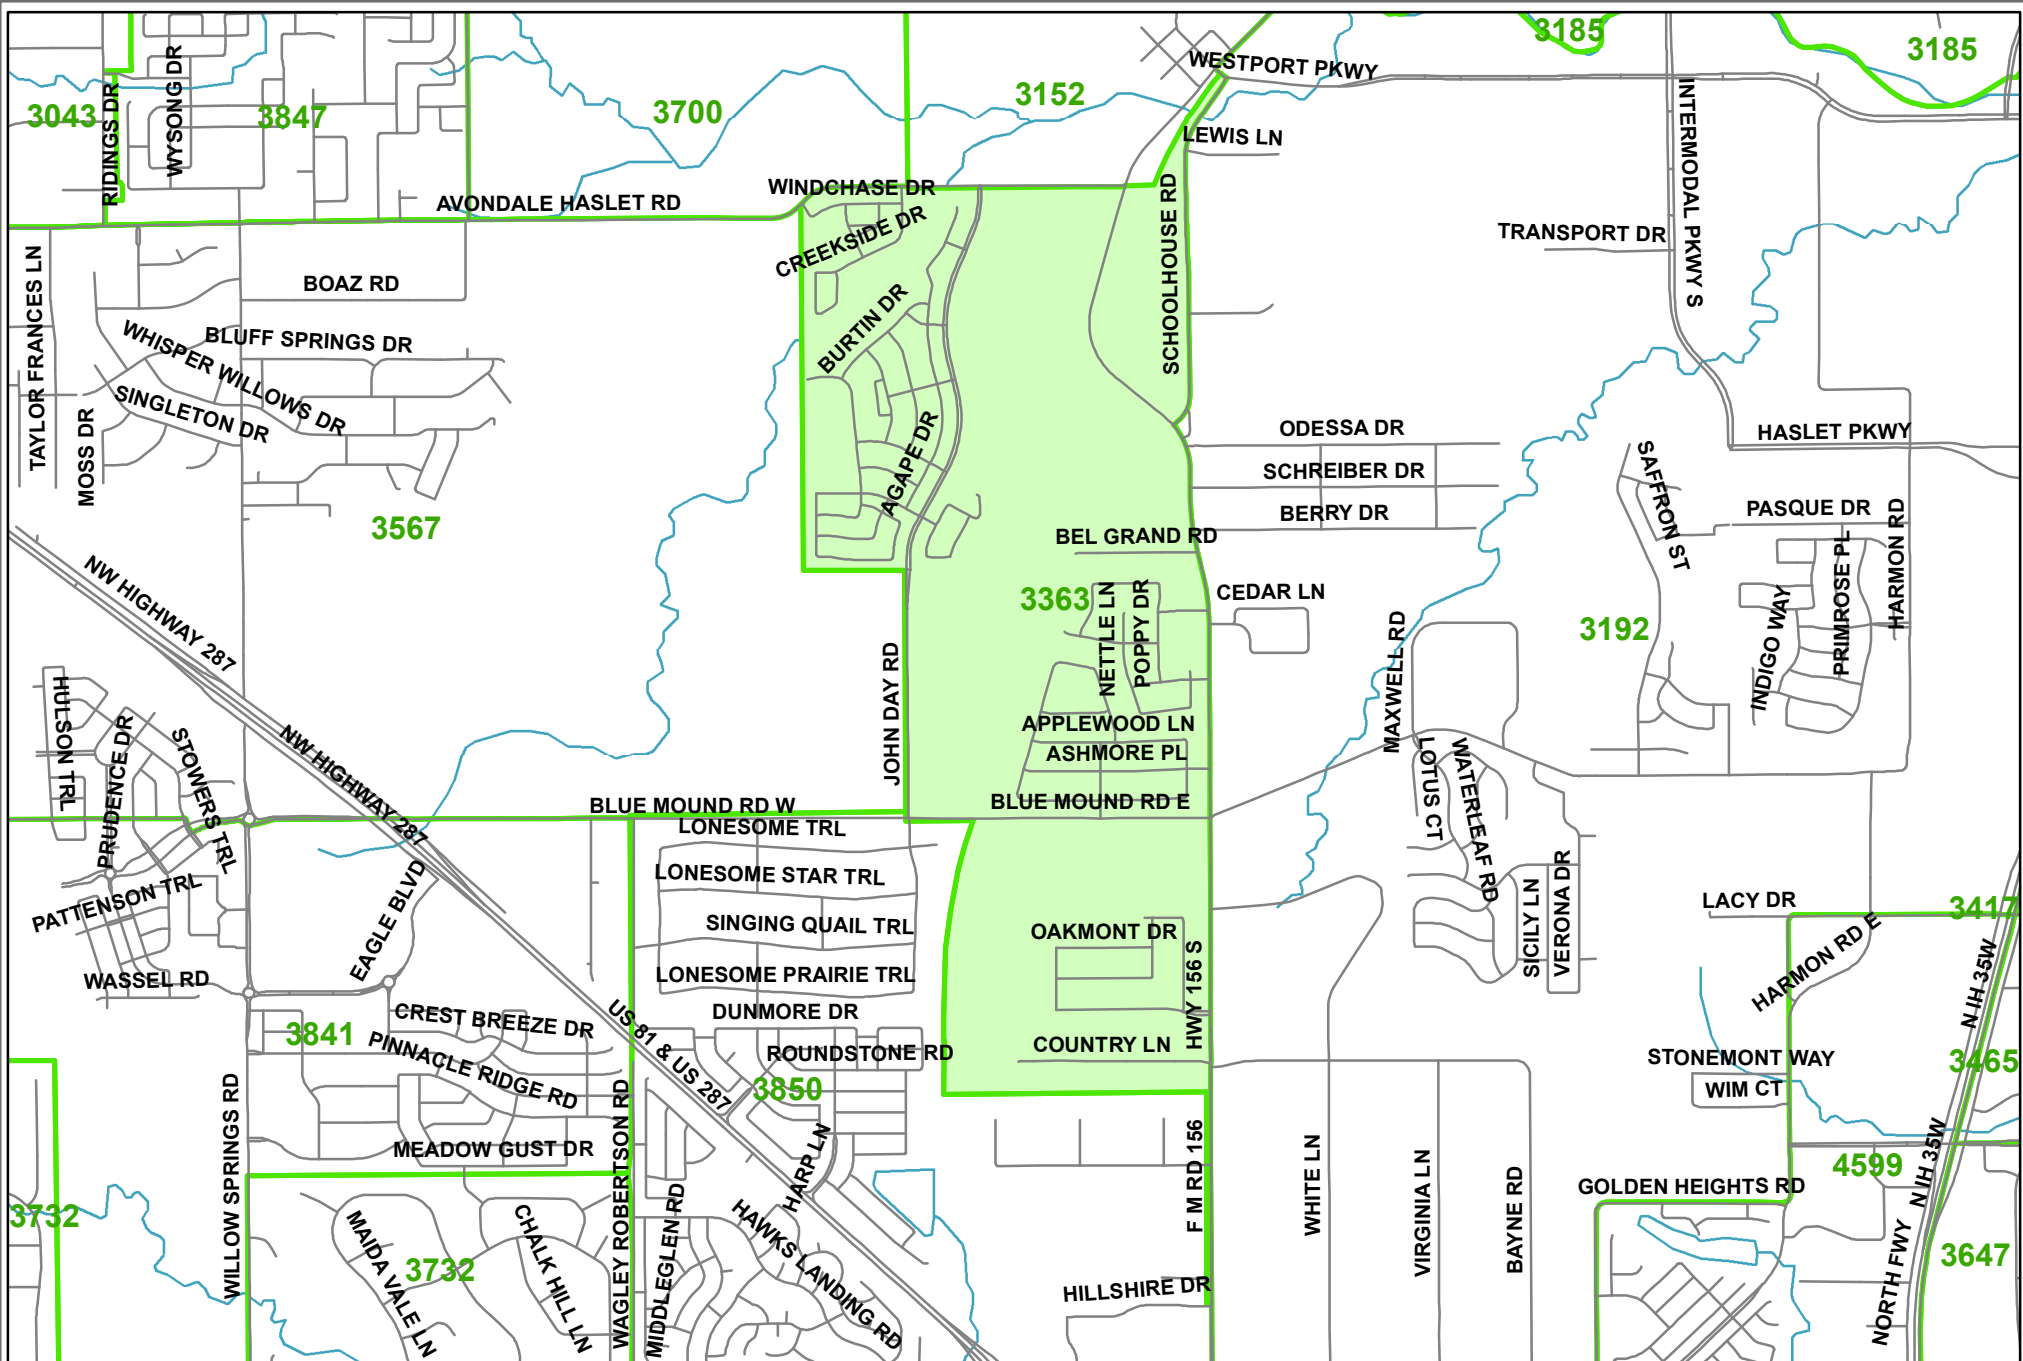 3185
3185
WESTPORT PKWY
WYSONG DR
RIDINGS DR
3043
3847
3700
3152
INTERMODAL PKWY S
LEWIS LN
WINDCHASE DR
AVONDALE HASLET RD
CREEKSIDE DR
SCHOOLHOUSE RD
TRANSPORT DR
TAYLOR FRANCES LN
BOAZ RD
BURTIN DR
WHISPER WILLOWS DR
BLUFF SPRINGS DR
SINGLETON DR
MOSS DR
AGAPE DR
ODESSA DR
HASLET PKWY
SCHREIBER DR
SAFFRON ST
BERRY DR
PASQUE DR
3567
BEL GRAND RD
HARMON RD
NW HIGHWAY 287
3363
NETTLE LN
POPPY DR
CEDAR LN
3192
INDIGO WAY
PRIMROSE PL
MAXWELL RD
JOHN DAY RD
HULSON TRL
PRUDENCE DR
STOWERS TRL
NW HIGHWAY 287
APPLEWOOD LN
ASHMORE PL
LOTUS CT
WATERLEAF RD
BLUE MOUND RD W
BLUE MOUND RD E
LONESOME TRL
LONESOME STAR TRL
PATTENSON TRL
EAGLE BLVD
SINGING QUAIL TRL
OAKMONT DR
SICILY LN
VERONA DR
LACY DR
3417
HARMON RD E
WASSEL RD
LONESOME PRAIRIE TRL
HWY 156 S
N IH 35W
CREST BREEZE DR
US 81 & US 287
DUNMORE DR
3841
PINNACLE RIDGE RD
ROUNDSTONE RD
COUNTRY LN
STONEMONT WAY
3465
3850
WIM CT
WILLOW SPRINGS RD
WAGLEY ROBERTSON RD
MEADOW GUST DR
HARP LN
F M RD 156
WHITE LN
VIRGINIA LN
BAYNE RD
N IH 35W
4599
GOLDEN HEIGHTS RD
3732
MAIDA VALE LN
3732
CHALK HILL LN
MIDDLEGLEN RD
HAWKS LANDING RD
HILLSHIRE DR
NORTH FWY
3647